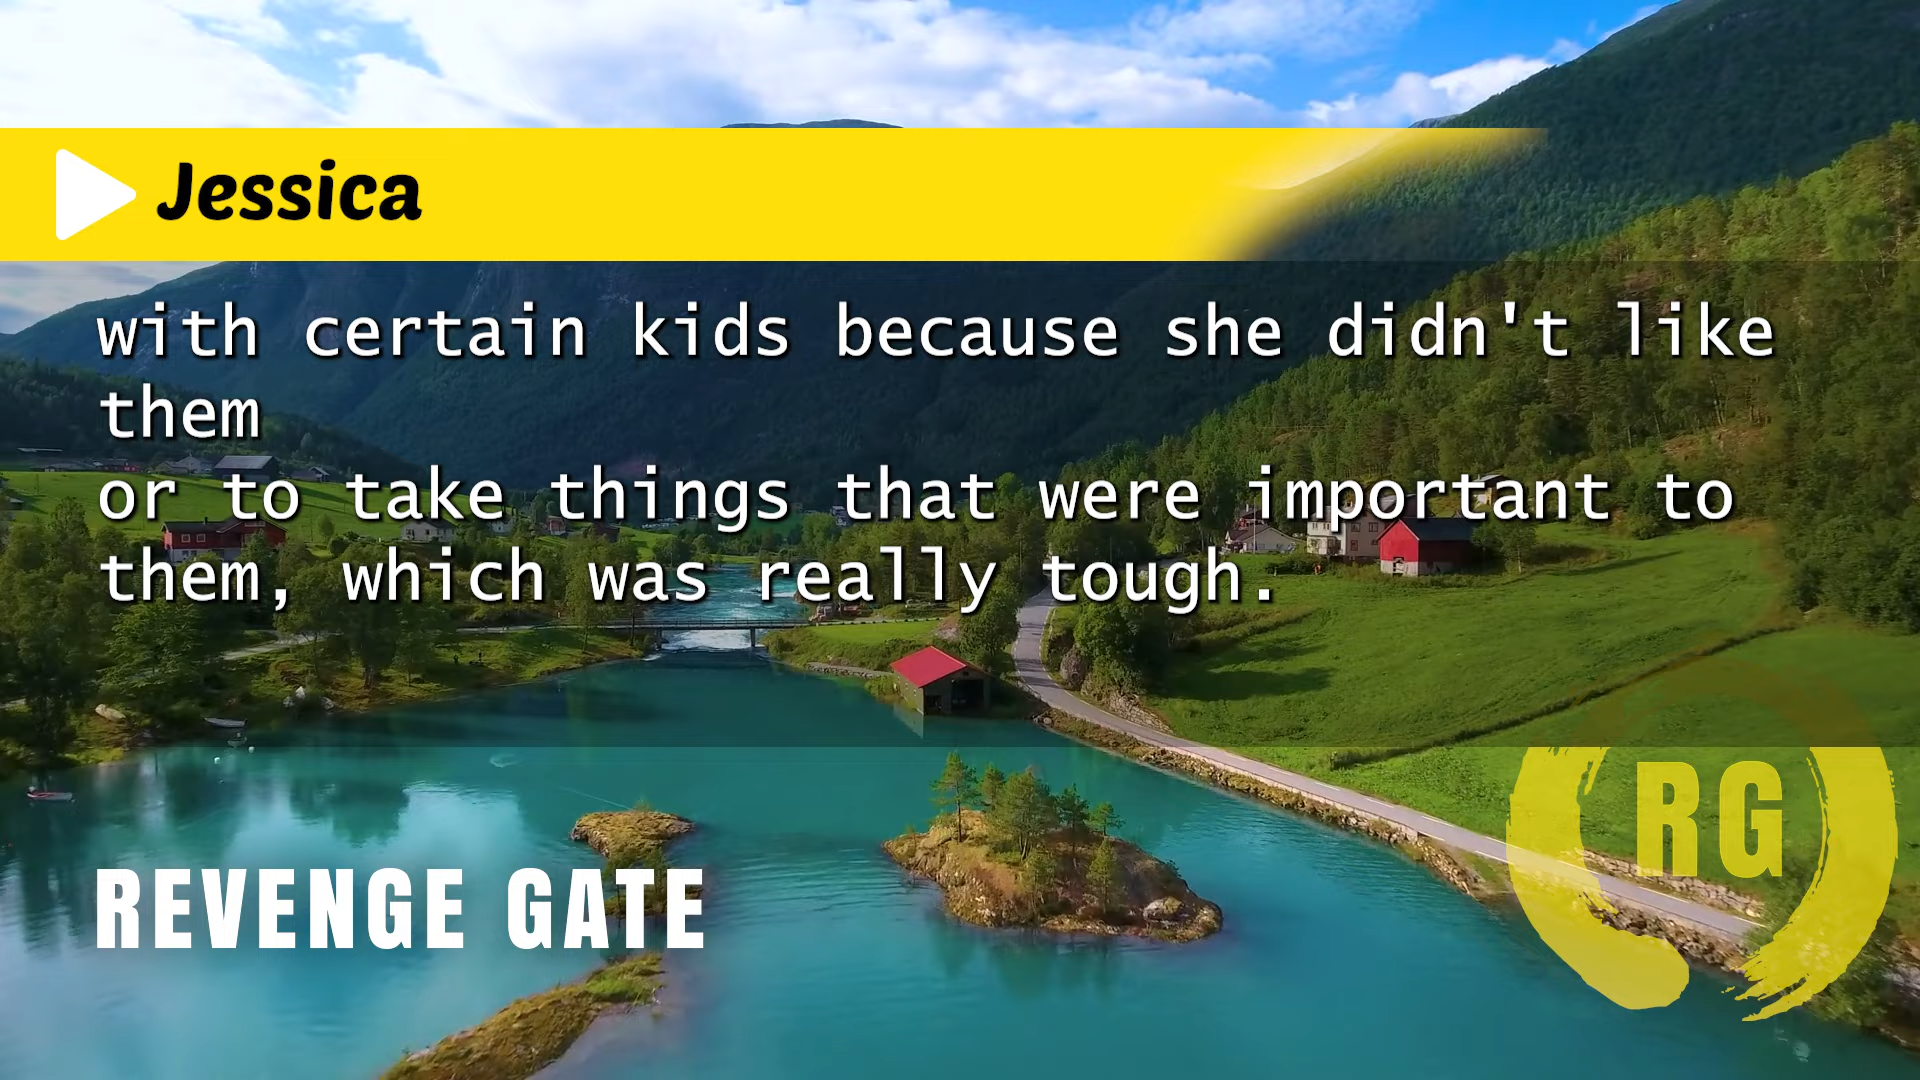 Jessica
with certain kids because she didn't like
them
or to take things that were important to
them, which was really tough.
RG
REVENGE GATE